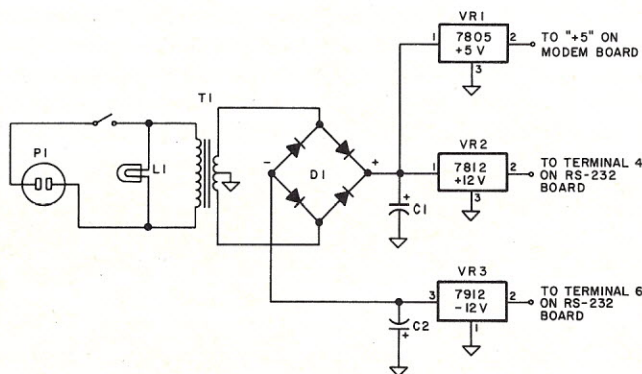 VR1
1
7805
+5 V
2
3
TO "+5" ON
MODEM BOARD
T1
P1
L1
-
+
D1
VR2
1
7812
+12V
2
3
TO TERMINAL 4
ON RS-232
BOARD
+
C1
VR3
3
7912
-12V
2
1
TO TERMINAL 6
ON RS-232
BOARD
C2
+